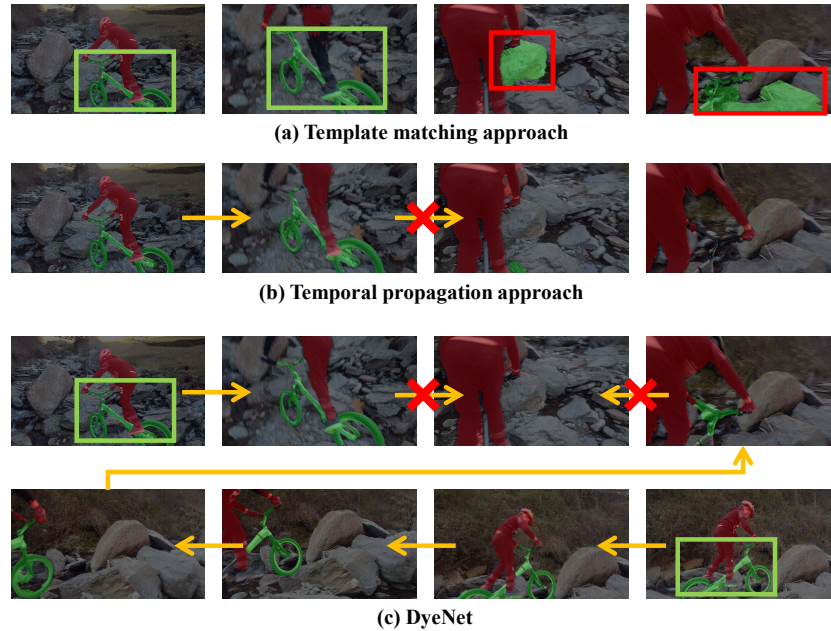 (a) Template matching approach
(b) Temporal propagation approach
(c) DyeNet